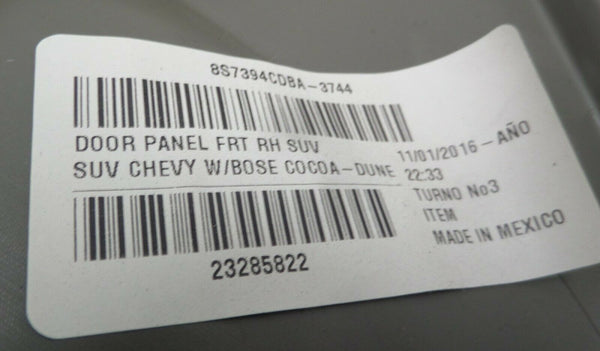 8S7394CDBA-3744
DOOR PANEL FRT RH SUV
SUV CHEVY W/BOSE COCOA-DUNE
11/01/2016-AÑO
22:33
TURNO No3
ITEM
MADE IN MEXICO
23285822